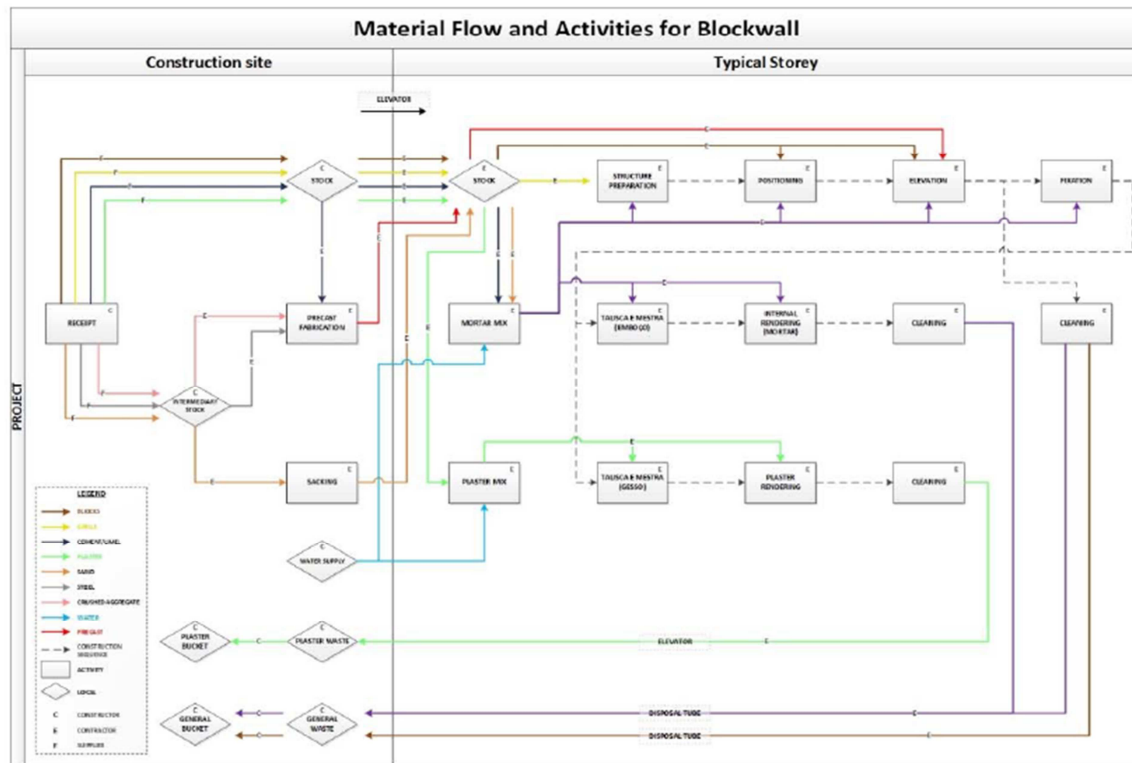 Material Flow and Activities for Blockwall
Construction site
Typical Storey
PROJECT
ELEVATOR
C
STOCK
E
STOCK
E
STRUCTURE
PREPARATION
E
POSITIONING
E
ELEVATION
E
FIXATION
C
RECEIPT
E
PRECAST
FABRICATION
E
MORTAR MIX
E
TALISCA E MESTRA
(EMBOÇO)
E
INTERNAL
RENDERING
(MORTAR)
E
CLEANING
E
CLEANING
C
INTERMEDIARY
STOCK
E
SACKING
E
PLASTER MIX
E
TALISCA E MESTRA
(GESSO)
E
PLASTER
RENDERING
E
CLEANING
C
WATER SUPPLY
C
PLASTER
BUCKET
C
PLASTER WASTE
ELEVATOR
E
C
GENERAL
BUCKET
C
GENERAL
WASTE
DISPOSAL TUBE
E
DISPOSAL TUBE
E
LEGEND
BLOCKS
CEMENT/LABEL
PLASTER
SAND
STEEL
CRUSHED AGGREGATE
WATER
PRECAST
CONSTRUCTION
SEQUENCE
ACTIVITY
LOCAL
C CONSTRUCTOR
E CONTRACTOR
F SUPPLIER